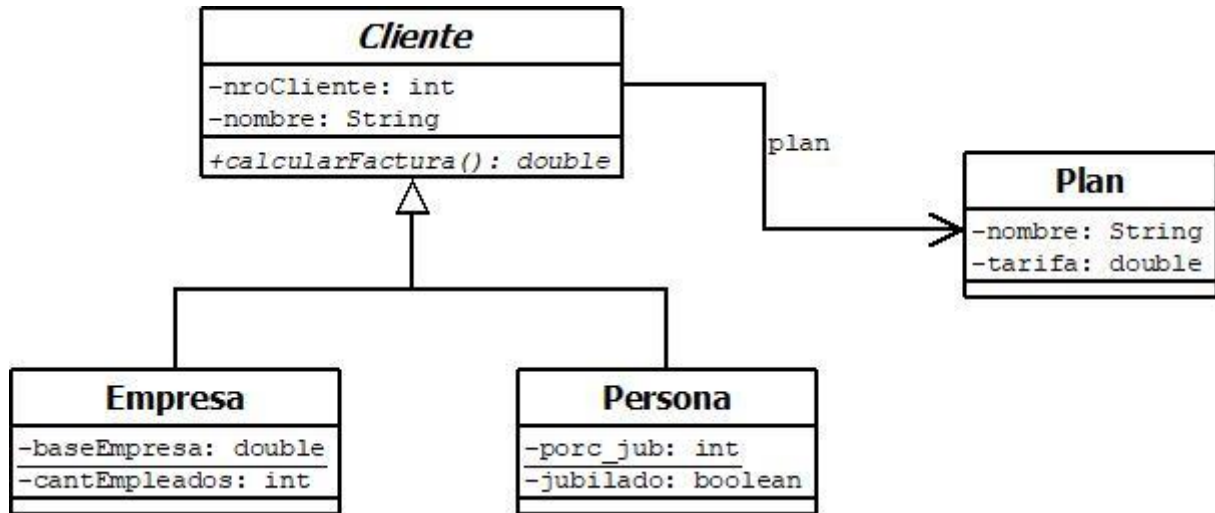 Cliente
-nroCliente: int
-nombre: String
+calcularFactura(): double
plan
Plan
-nombre: String
-tarifa: double
Empresa
-baseEmpresa: double
-cantEmpleados: int
Persona
-porc_jub: int
-jubilado: boolean